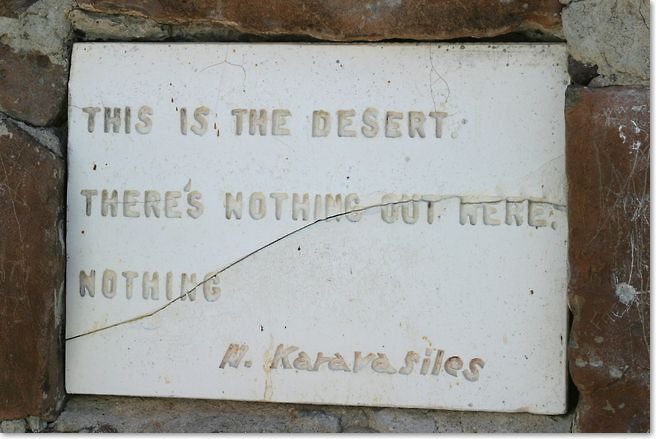 THIS IS THE DESERT.
THERE'S NOTHING OUT HERE.
NOTHING
N. Karavasiles